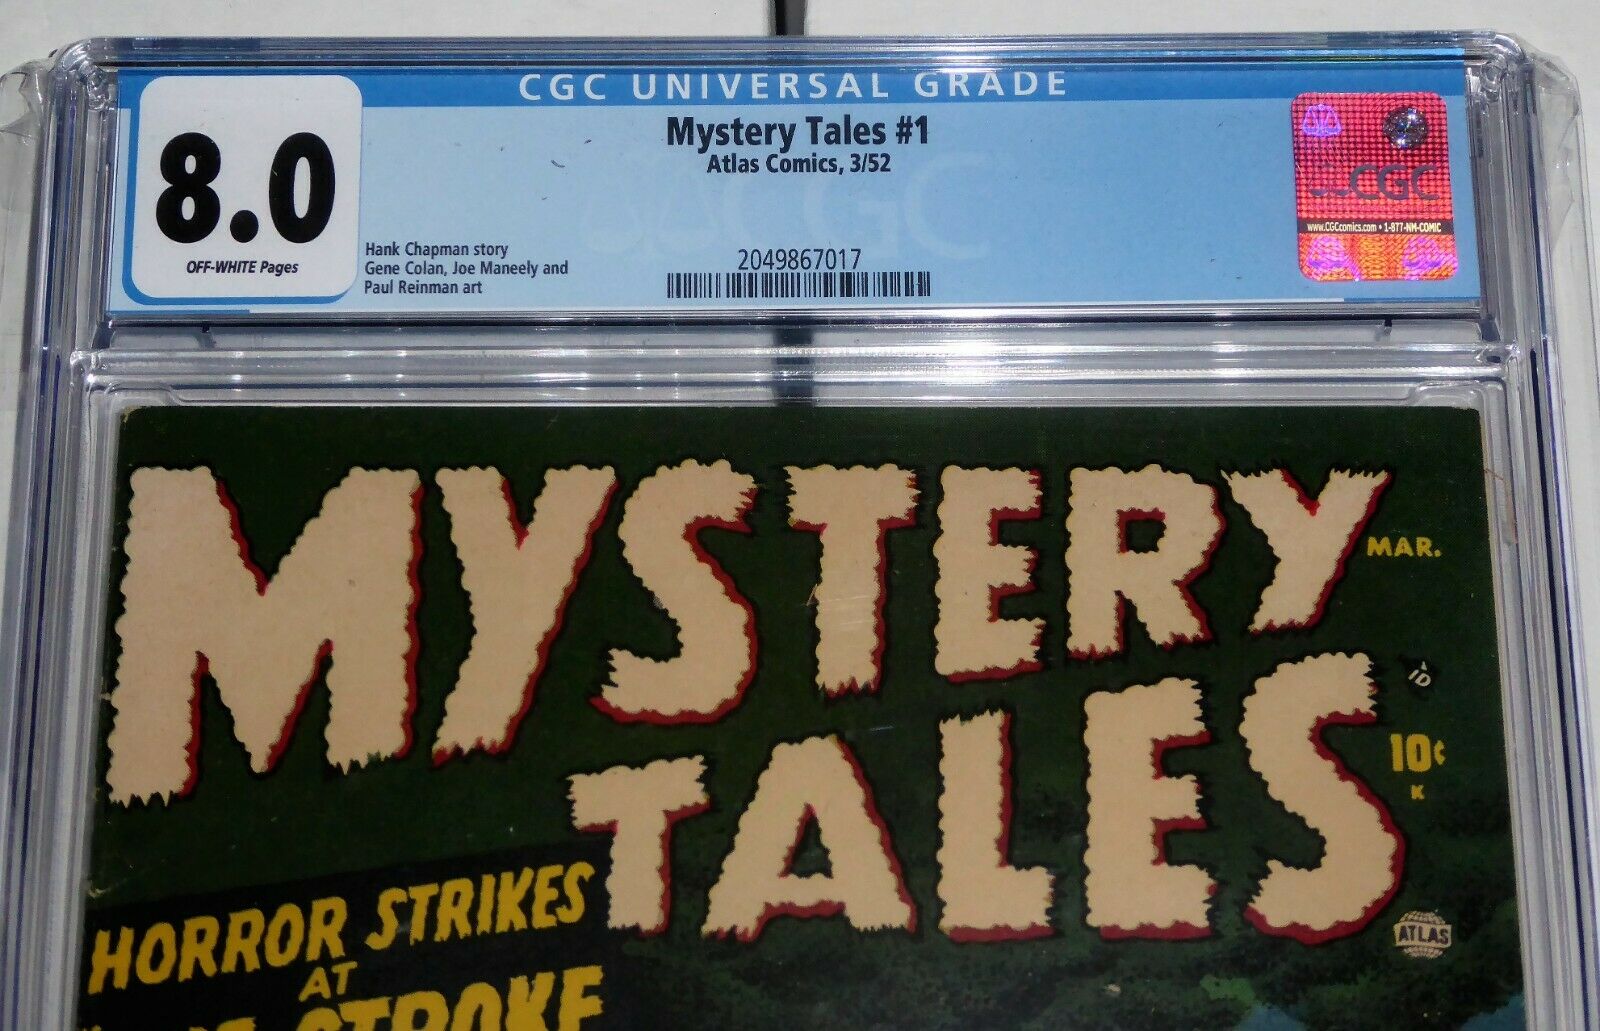 CGC UNIVERSAL GRADE
8.0
OFF-WHITE Pages
Mystery Tales #1
Atlas Comics, 3/52
Hank Chapman story
Gene Colan, Joe Maneely and
Paul Reinman art
2049867017
CGC
www.CGCcomics.com • 1-877-NM-COMIC
MYSTERY
MAR.
TALES
10¢
K
ATLAS
HORROR STRIKES
AT
STROKE